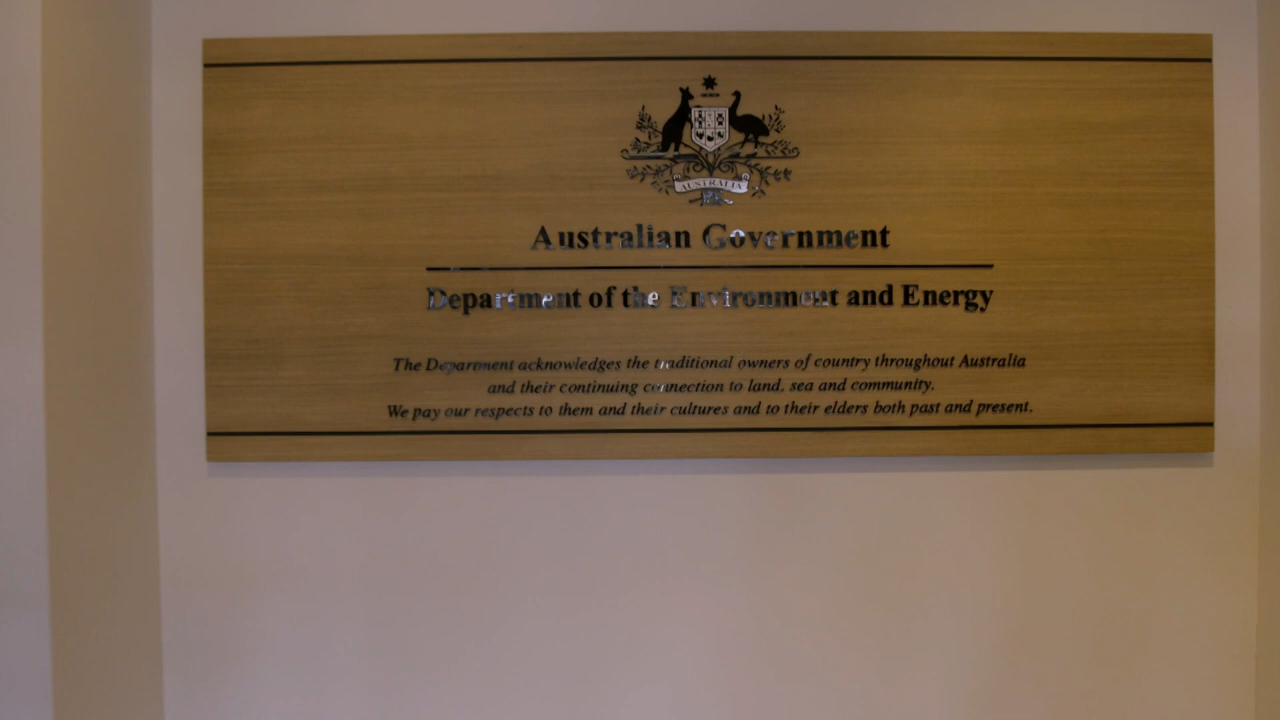 AUSTRALIA
Australian Government
Department of the Environment and Energy
The Department acknowledges the traditional owners of country throughout Australia
and their continuing connection to land, sea and community.
We pay our respects to them and their cultures and to their elders both past and present.